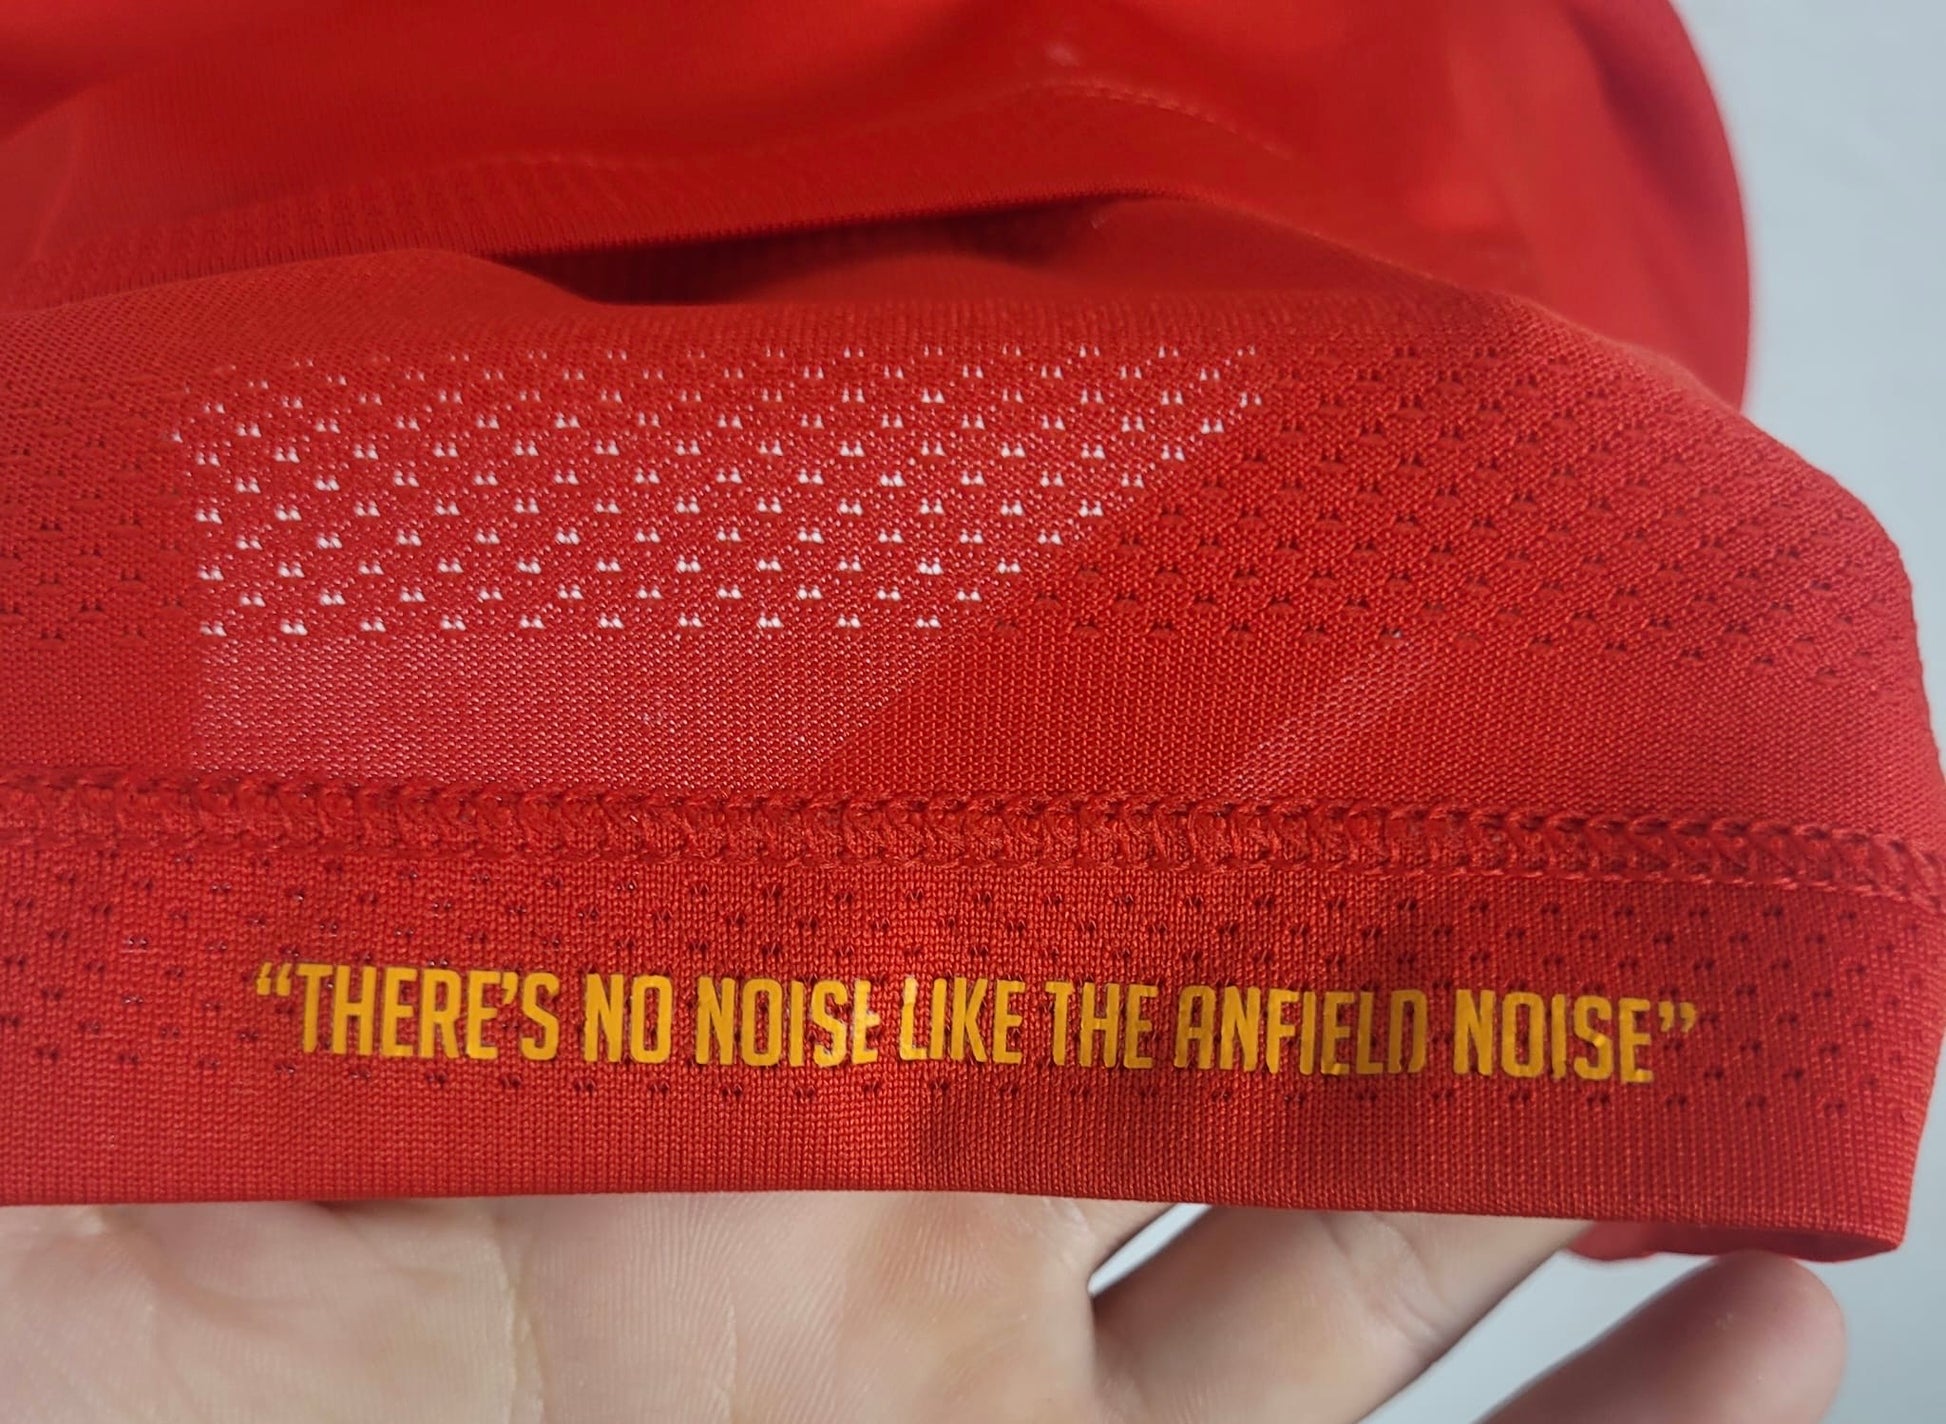 “THERE’S NO NOISE LIKE THE ANFIELD NOISE”